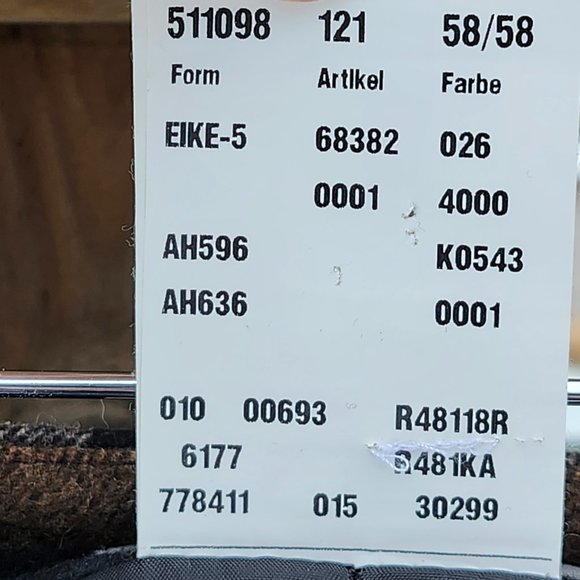 511098 121 58/58
Form Artikel Farbe
EIKE-5 68382 026
0001 4000
AH596 K0543
AH636 0001
010 00693 R48118R
6177 R481KA
778411 015 30299